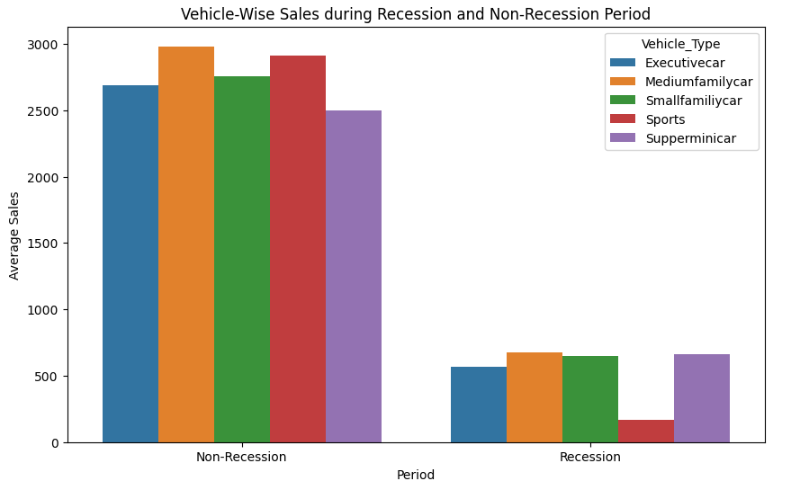 Vehicle-Wise Sales during Recession and Non-Recession Period
Vehicle_Type
Executivecar
Mediumfamilycar
Smallfamiliycar
Sports
Supperminicar
Average Sales
3000
2500
2000
1500
1000
500
0
Non-Recession
Recession
Period